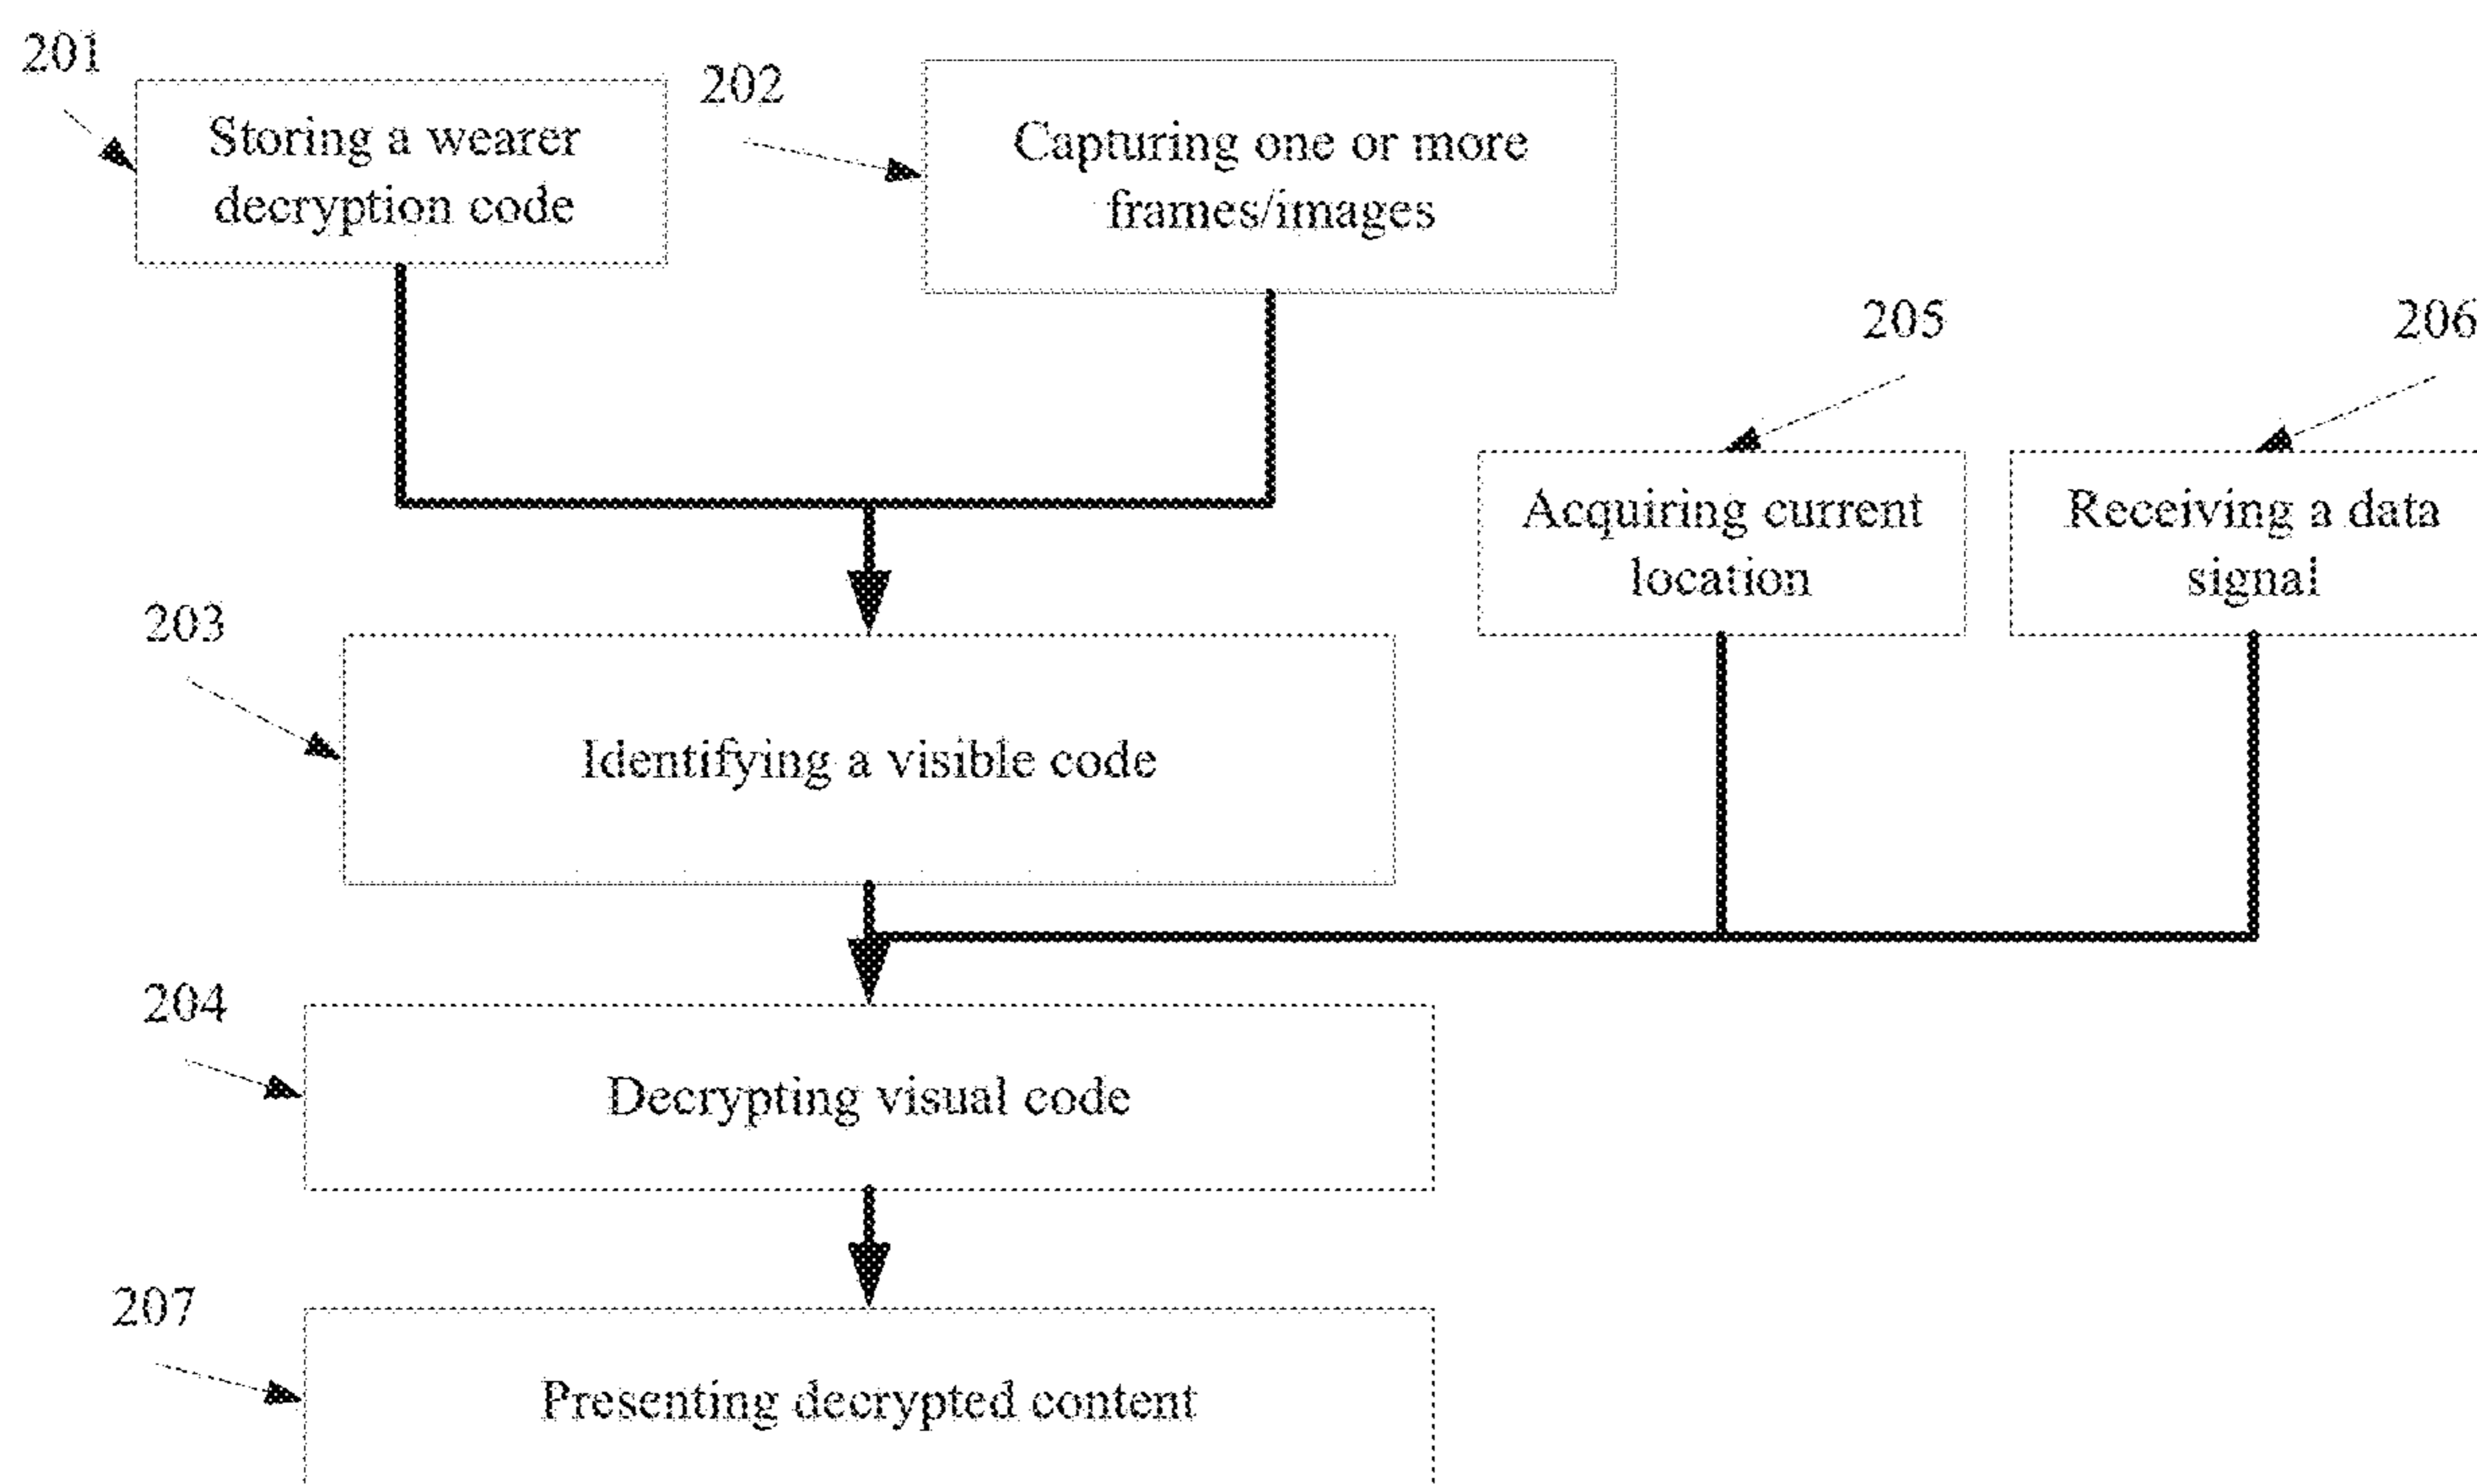 201
Storing a wearer
decryption code
202
Capturing one or more
frames/images
205
206
Acquiring current
location
Receiving a data
signal
203
Identifying a visible code
204
Decrypting visual code
207
Presenting decrypted content